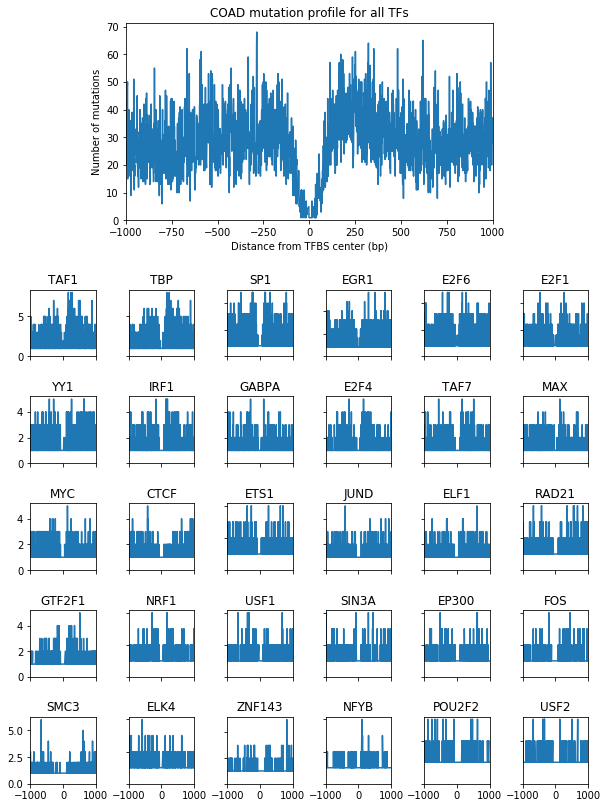 COAD mutation profile for all TFs
70
60
50
40
30
20
10
0
Number of mutations
−1000 −750 −500 −250 0 250 500 750 1000
Distance from TFBS center (bp)
TAF1 TBP SP1 EGR1 E2F6 E2F1
5
0
YY1 IRF1 GABPA E2F4 TAF7 MAX
4
2
0
MYC CTCF ETS1 JUND ELF1 RAD21
4
2
0
GTF2F1 NRF1 USF1 SIN3A EP300 FOS
4
2
0
SMC3 ELK4 ZNF143 NFYB POU2F2 USF2
5.0
2.5
0.0
−1000 0 1000 −1000 0 1000 −1000 0 1000 −1000 0 1000 −1000 0 1000 −1000 0 1000